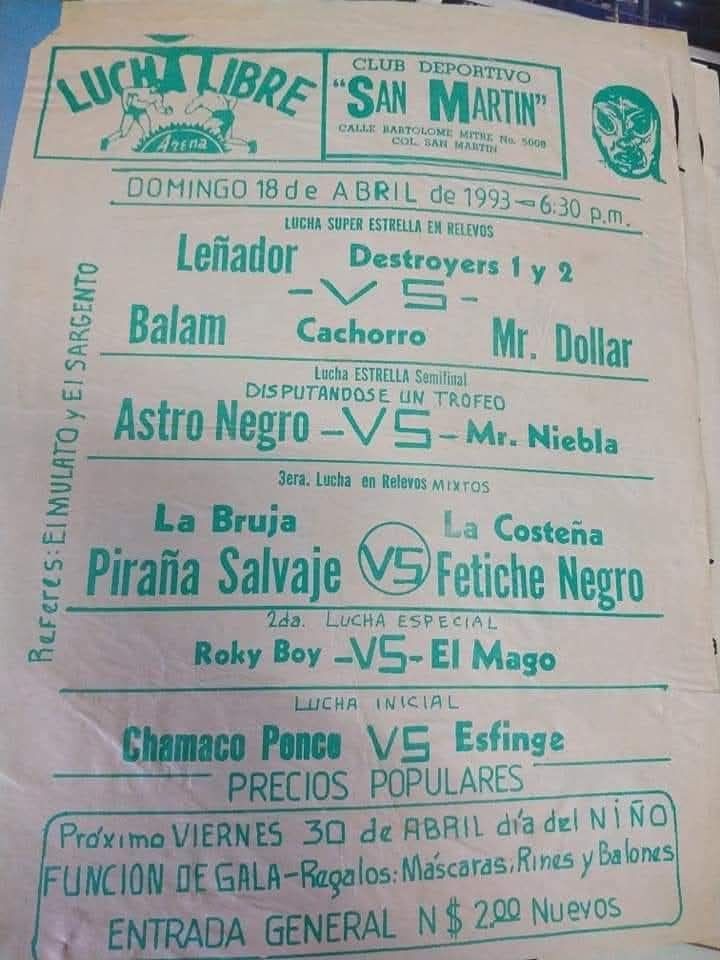 LUCHA LIBRE
Arena
CLUB DEPORTIVO
"SAN MARTIN"
CALLE BARTOLOME MITRE No. 5008
COL. SAN MARTIN
DOMINGO 18 de ABRIL de 1993-6:30 p.m.
LUCHA SUPER ESTRELLA EN RELEVOS
Leñador Destroyers 1 y 2
-VS-
Balam Cachorro Mr. Dollar
Lucha ESTRELLA Semifinal
DISPUTANDOSE UN TROFEO
Astro Negro -VS- Mr. Niebla
3era. Lucha en Relevos MIXTOS
La Bruja La Costeña
Piraña Salvaje VS Fetiche Negro
2da. LUCHA ESPECIAL
Roky Boy -VS- El Mago
LUCHA INICIAL
Chamaco Ponce VS Esfinge
PRECIOS POPULARES
Referes: El MULATO y El SARGENTO
Próximo VIERNES 30 de ABRIL día del NIÑO
FUNCION DE GALA-Regalos: Máscaras, Rines y Balones
ENTRADA GENERAL N$ 2.00 Nuevos